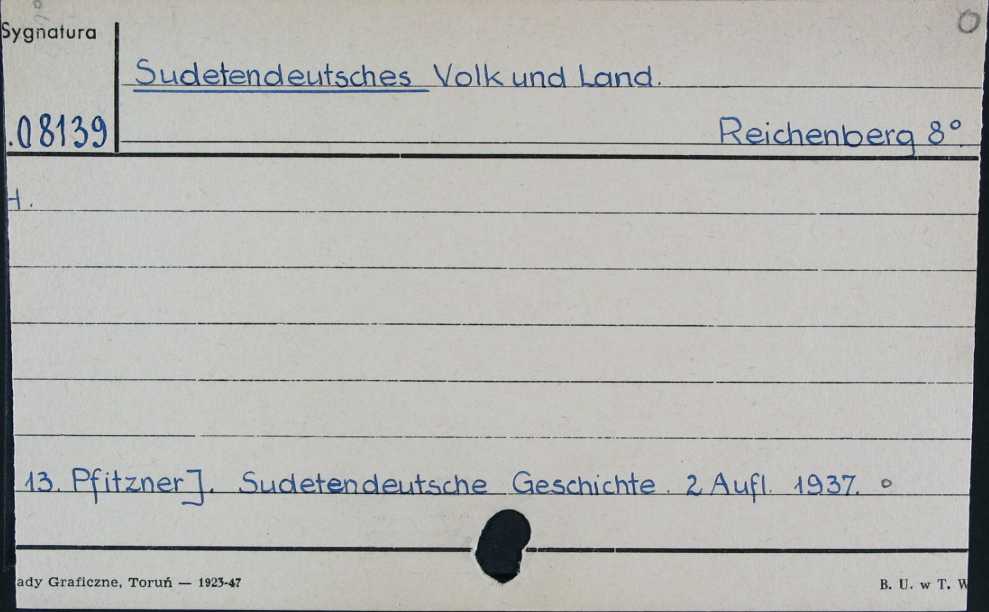 Sygnatura
Sudetendeutsches Volk und Land.
.08139
Reichenberg 8°.
H.
13. Pfitzner J. Sudetendeutsche Geschichte. 2 Aufl. 1937.
ady Graficzne, Toruń — 1923-47
B. U. w T. W